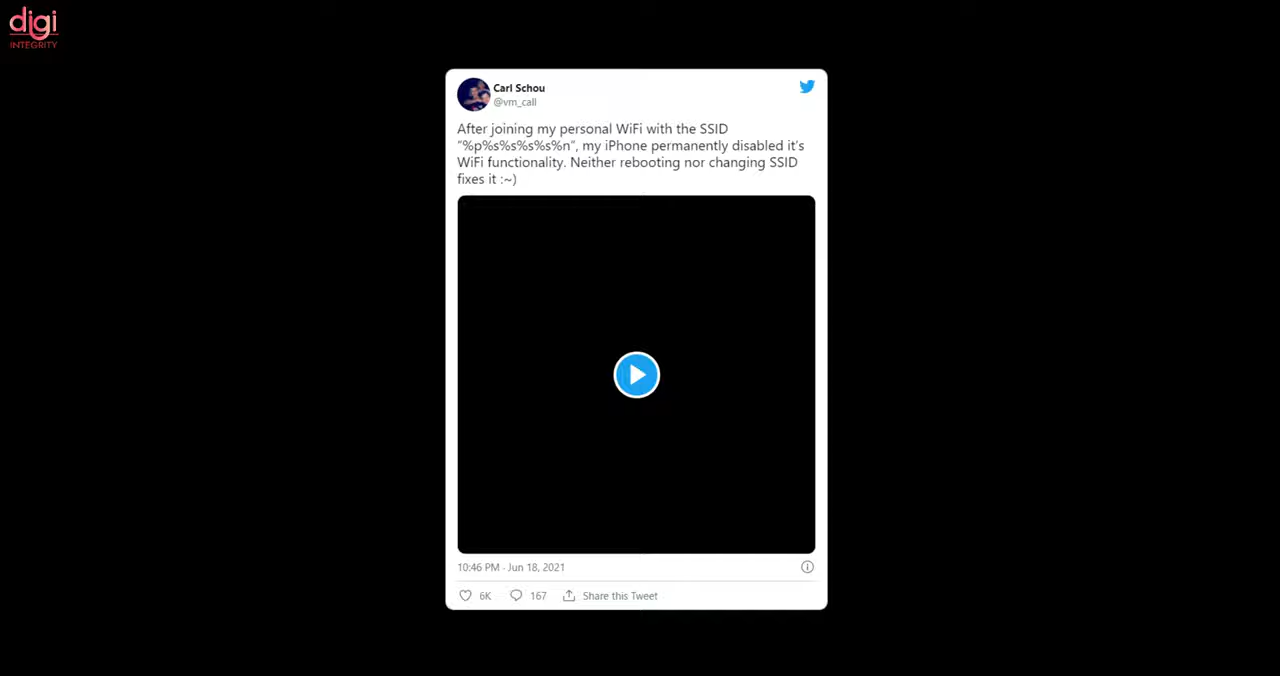 digi
INTEGRITY
Carl Schou
@vm_call
After joining my personal WiFi with the SSID
"%p%s%s%s%s%n", my iPhone permanently disabled it's
WiFi functionality. Neither rebooting nor changing SSID
fixes it :~)
10:46 PM · Jun 18, 2021
6K 167 Share this Tweet